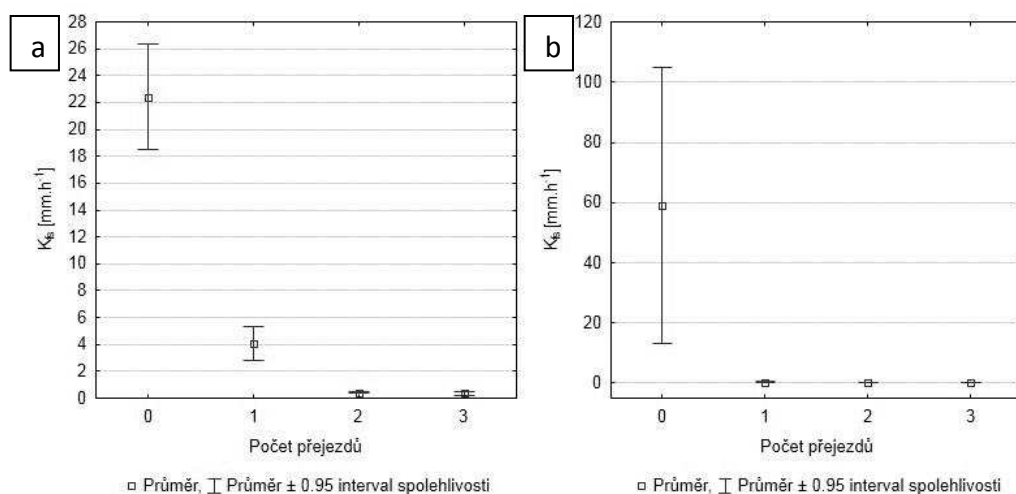 a
28
26
24
22
20
18
16
14
12
10
8
6
4
2
0
Kfs [mm.h-1]
0 1 2 3
Počet přejezdů
Průměr, Průměr ± 0.95 interval spolehlivosti
b
120
100
80
60
40
20
0
Kfs [mm.h-1]
0 1 2 3
Počet přejezdů
Průměr, Průměr ± 0.95 interval spolehlivosti